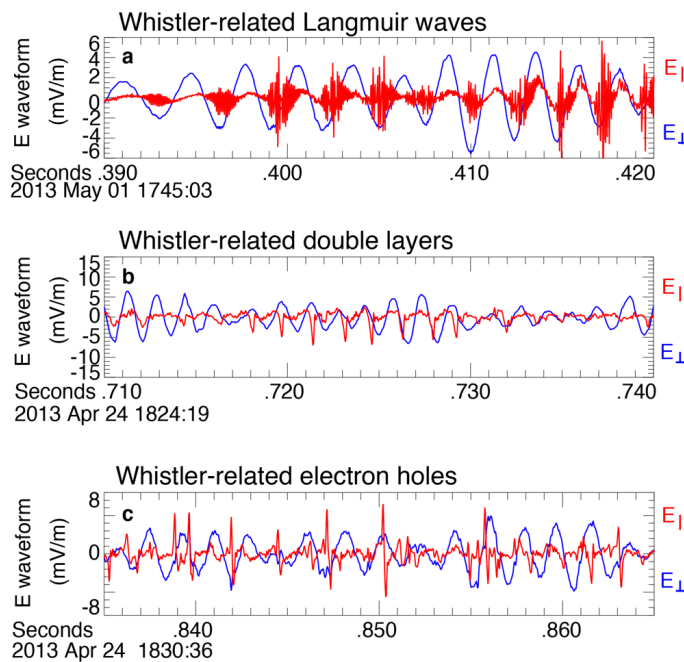 Whistler-related Langmuir waves
a
E waveform
(mV/m)
6
4
2
0
-2
-4
-6
E||
E⊥
Seconds .390 .400 .410 .420
2013 May 01 1745:03
Whistler-related double layers
b
E waveform
(mV/m)
15
10
5
0
-5
-10
-15
E||
E⊥
Seconds .710 .720 .730 .740
2013 Apr 24 1824:19
Whistler-related electron holes
c
E waveform
(mV/m)
8
0
-8
E||
E⊥
Seconds .840 .850 .860
2013 Apr 24 1830:36